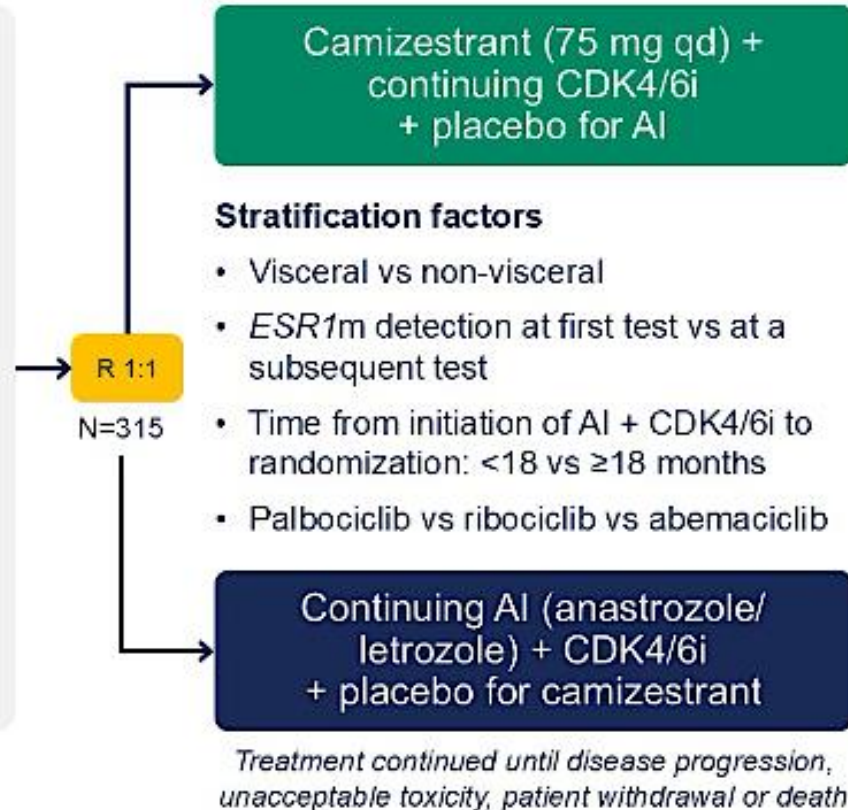 Camizestrant (75 mg qd) +
continuing CDK4/6i
+ placebo for AI
Stratification factors
• Visceral vs non-visceral
• ESR1m detection at first test vs at a
subsequent test
R 1:1
N=315
• Time from initiation of AI + CDK4/6i to
randomization: <18 vs ≥18 months
• Palbociclib vs ribociclib vs abemaciclib
Continuing AI (anastrozole/
letrozole) + CDK4/6i
+ placebo for camizestrant
Treatment continued until disease progression,
unacceptable toxicity, patient withdrawal or death